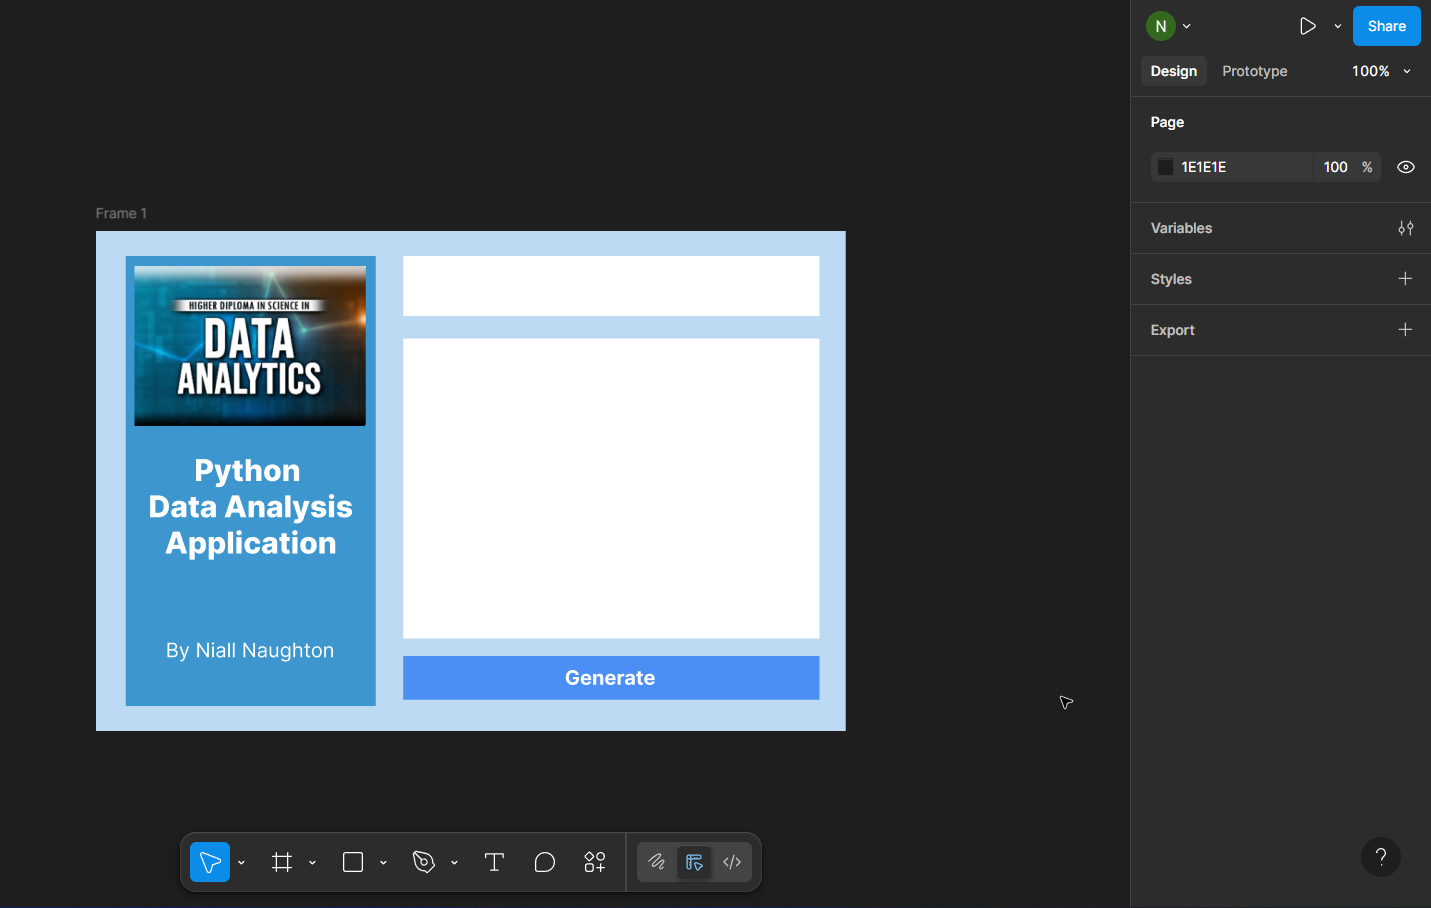 N
Share
Design Prototype 100%
Page
1E1E1E 100 %
Variables
Styles
Export
Frame 1
HIGHER DIPLOMA IN SCIENCE IN
DATA
ANALYTICS
Python
Data Analysis
Application
By Niall Naughton
Generate
T
</>
?